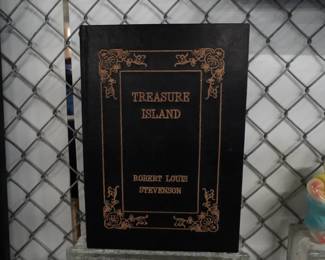 TREASURE
ISLAND
ROBERT LOUIS
STEVENSON